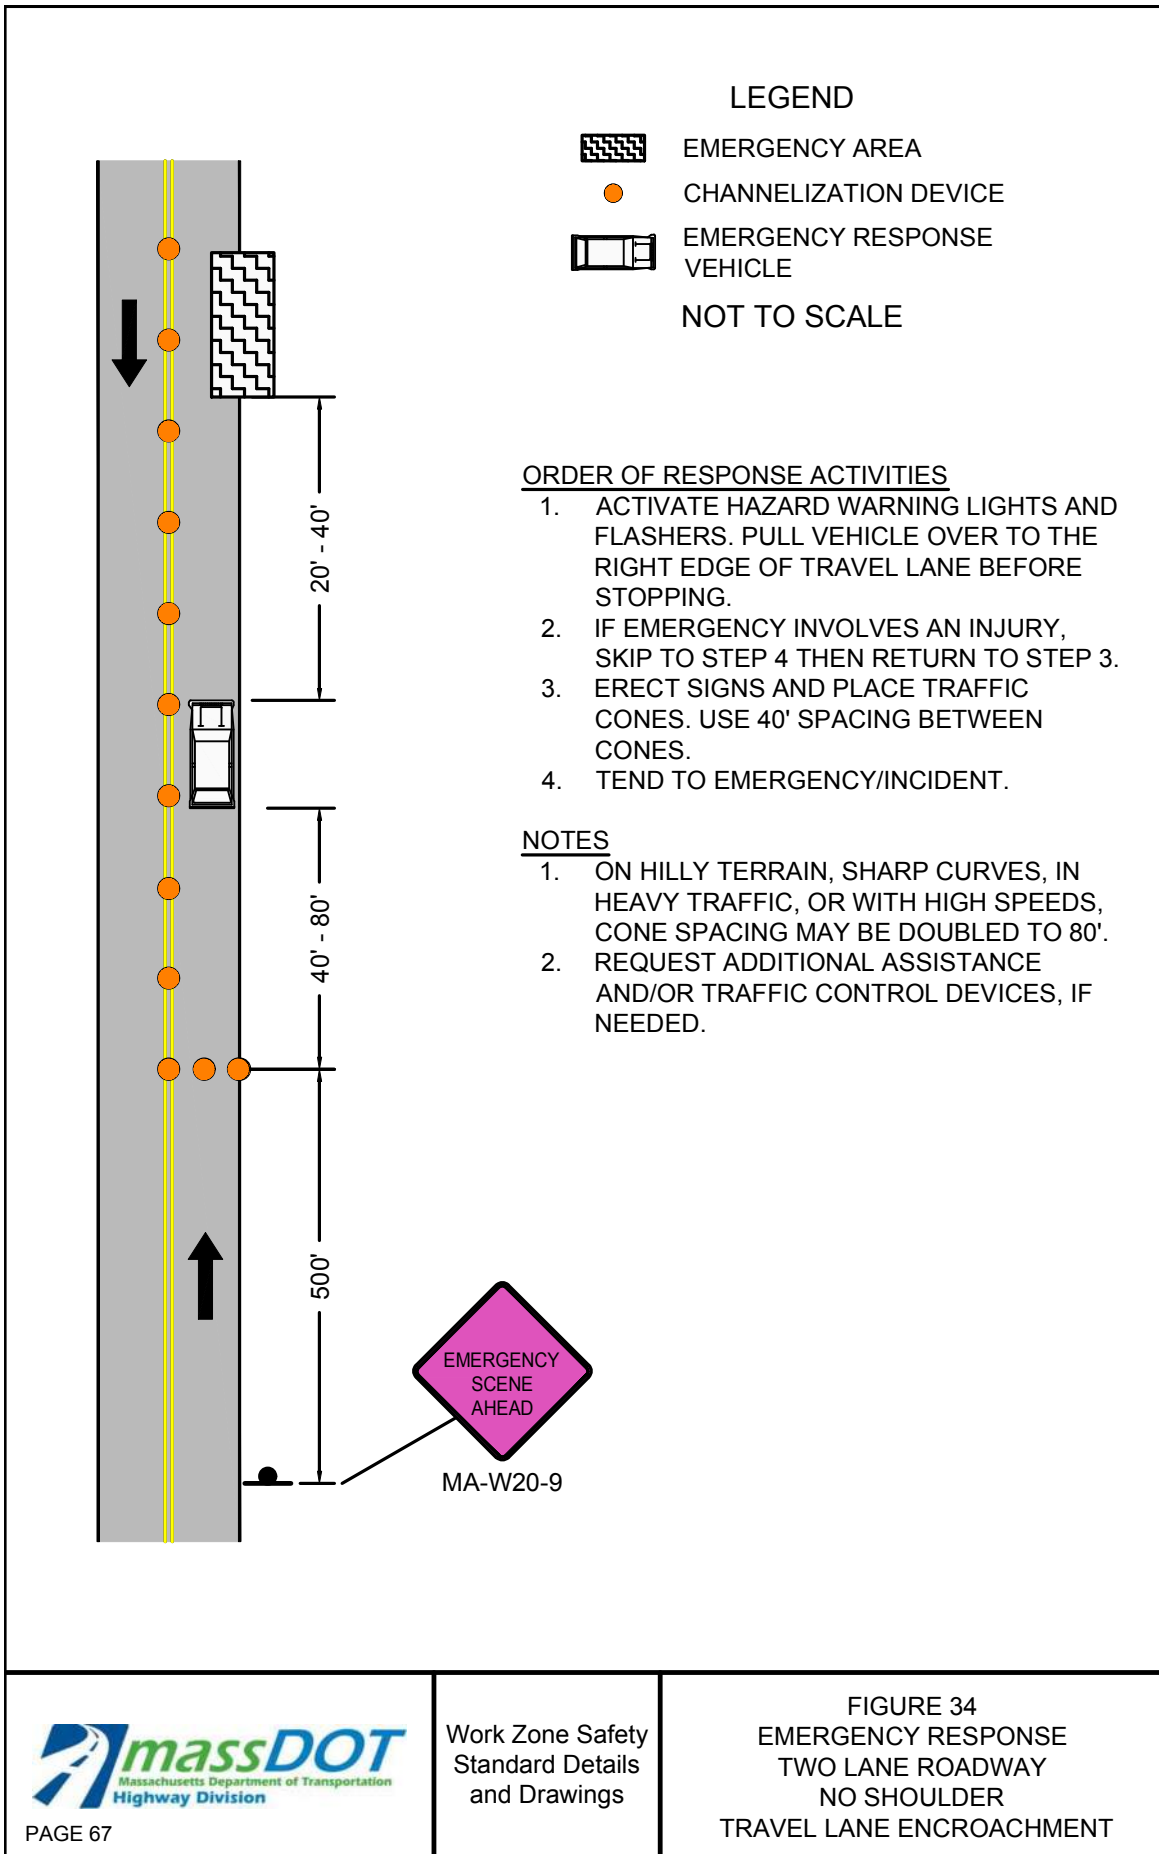 LEGEND
EMERGENCY AREA
CHANNELIZATION DEVICE
EMERGENCY RESPONSE
VEHICLE
NOT TO SCALE
20' - 40'
40' - 80'
500'
ORDER OF RESPONSE ACTIVITIES
1. ACTIVATE HAZARD WARNING LIGHTS AND
FLASHERS. PULL VEHICLE OVER TO THE
RIGHT EDGE OF TRAVEL LANE BEFORE
STOPPING.
2. IF EMERGENCY INVOLVES AN INJURY,
SKIP TO STEP 4 THEN RETURN TO STEP 3.
3. ERECT SIGNS AND PLACE TRAFFIC
CONES. USE 40' SPACING BETWEEN
CONES.
4. TEND TO EMERGENCY/INCIDENT.
NOTES
1. ON HILLY TERRAIN, SHARP CURVES, IN
HEAVY TRAFFIC, OR WITH HIGH SPEEDS,
CONE SPACING MAY BE DOUBLED TO 80'.
2. REQUEST ADDITIONAL ASSISTANCE
AND/OR TRAFFIC CONTROL DEVICES, IF
NEEDED.
EMERGENCY
SCENE
AHEAD
MA-W20-9
massDOT
Massachusetts Department of Transportation
Highway Division
PAGE 67
Work Zone Safety
Standard Details
and Drawings
FIGURE 34
EMERGENCY RESPONSE
TWO LANE ROADWAY
NO SHOULDER
TRAVEL LANE ENCROACHMENT